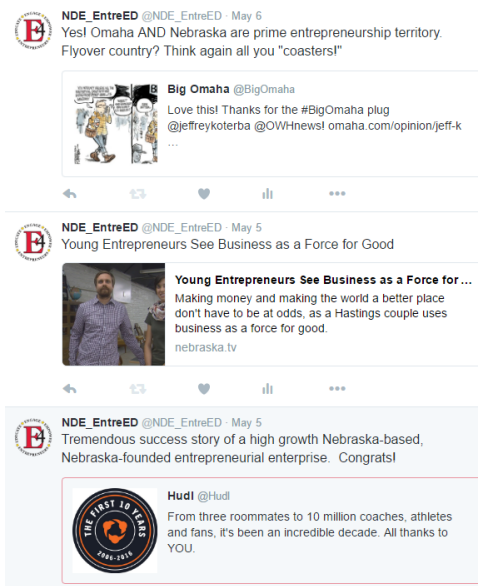 NDE_EntreED @NDE_EntreED · May 6
Yes! Omaha AND Nebraska are prime entrepreneurship territory.
Flyover country? Think again all you "coasters!"
Big Omaha @BigOmaha
Love this! Thanks for the #BigOmaha plug
@jeffreykoterba @OWHnews! omaha.com/opinion/jeff-k
…
NDE_EntreED @NDE_EntreED · May 5
Young Entrepreneurs See Business as a Force for Good
Young Entrepreneurs See Business as a Force for ...
Making money and making the world a better place
don't have to be at odds, as a Hastings couple uses
business as a force for good.
nebraska.tv
NDE_EntreED @NDE_EntreED · May 5
Tremendous success story of a high growth Nebraska-based,
Nebraska-founded entrepreneurial enterprise. Congrats!
THE FIRST 10 YEARS
2006-2016
Hudl @Hudl
From three roommates to 10 million coaches, athletes
and fans, it's been an incredible decade. All thanks to
YOU.